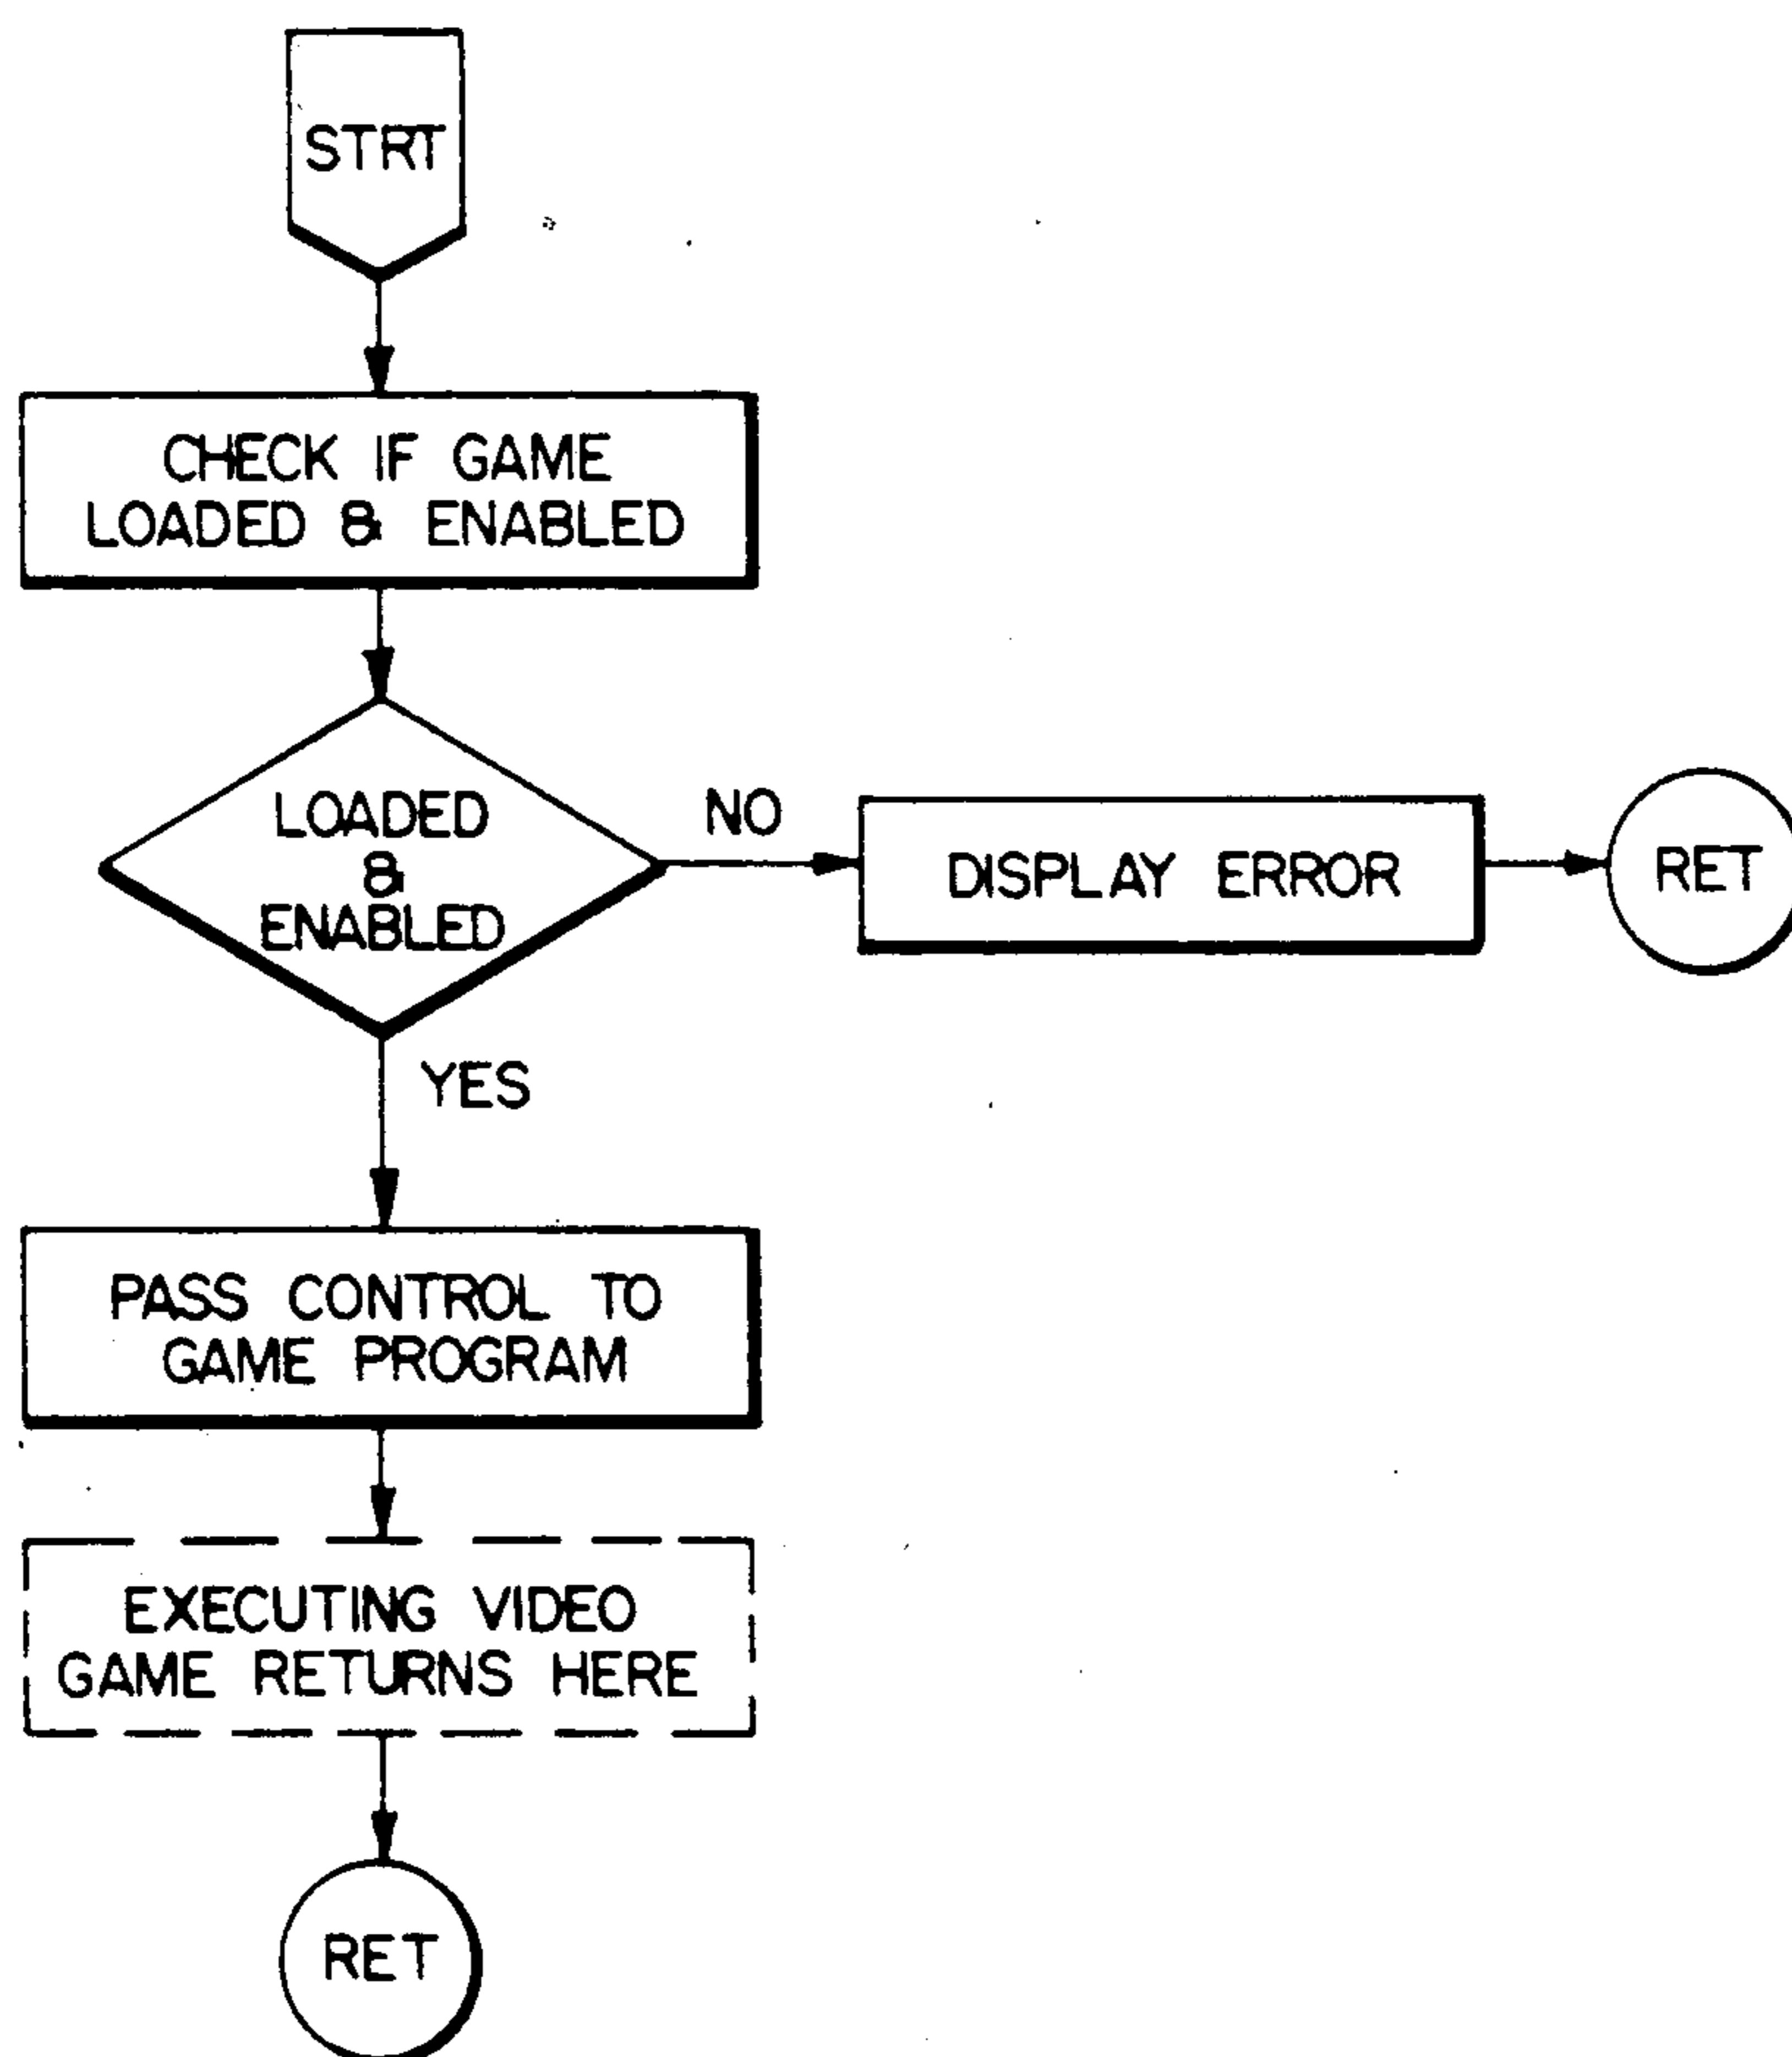 STRT
CHECK IF GAME
LOADED & ENABLED
LOADED
&
ENABLED
NO
DISPLAY ERROR
RET
YES
PASS CONTROL TO
GAME PROGRAM
EXECUTING VIDEO
GAME RETURNS HERE
RET